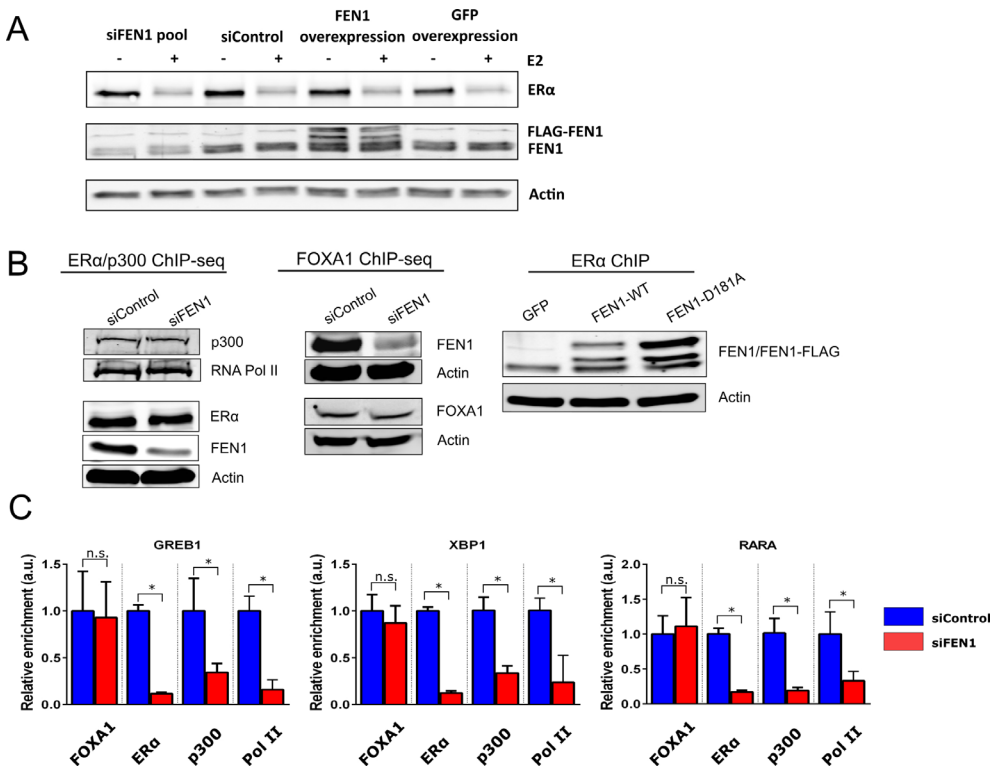 A
siFEN1 pool siControl FEN1 overexpression GFP overexpression
- + - + - + - + E2
ERα
FLAG-FEN1
FEN1
Actin
B
ERα/p300 ChIP-seq
siControl siFEN1
p300
RNA Pol II
ERα
FEN1
Actin
FOXA1 ChIP-seq
siControl siFEN1
FEN1
Actin
FOXA1
Actin
ERα ChIP
GFP FEN1-WT FEN1-D181A
FEN1/FEN1-FLAG
Actin
C
GREB1
Relative enrichment (a.u.)
1.5
1.0
0.5
0.0
n.s. * * *
FOXA1 ERα p300 Pol II
XBP1
Relative enrichment (a.u.)
1.5
1.0
0.5
0.0
n.s. * * *
FOXA1 ERα p300 Pol II
RARA
Relative enrichment (a.u.)
2.0
1.5
1.0
0.5
0.0
n.s. * * *
FOXA1 ERα p300 Pol II
siControl
siFEN1